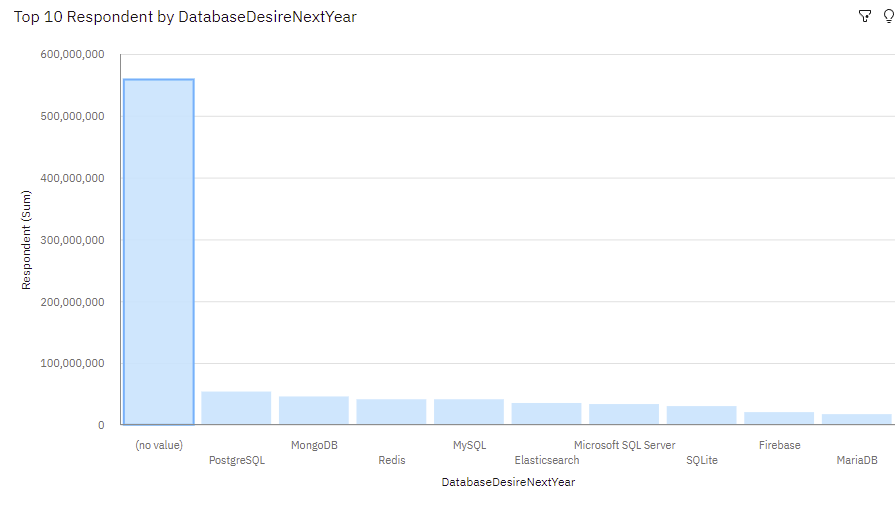 Top 10 Respondent by DatabaseDesireNextYear
600,000,000
500,000,000
400,000,000
300,000,000
200,000,000
100,000,000
0
Respondent (Sum)
(no value)
PostgreSQL
MongoDB
Redis
MySQL
Elasticsearch
Microsoft SQL Server
SQLite
Firebase
MariaDB
DatabaseDesireNextYear